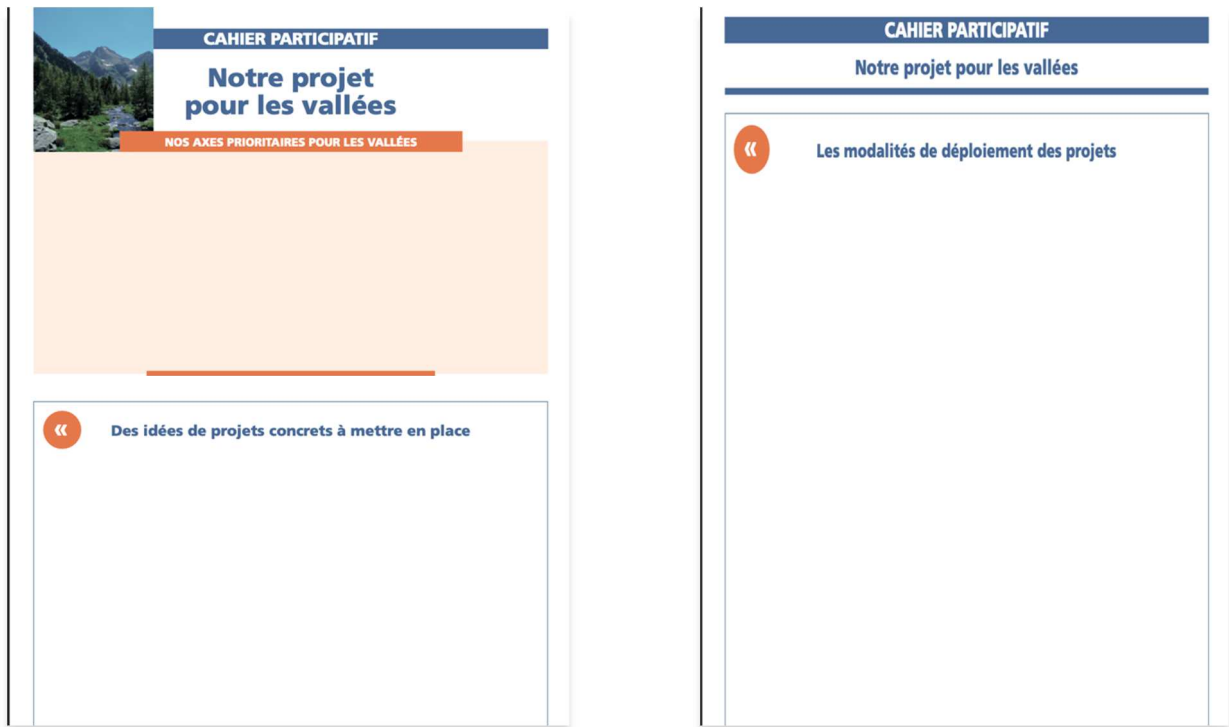 CAHIER PARTICIPATIF
Notre projet
pour les vallées
NOS AXES PRIORITAIRES POUR LES VALLÉES
«
Des idées de projets concrets à mettre en place
CAHIER PARTICIPATIF
Notre projet pour les vallées
«
Les modalités de déploiement des projets